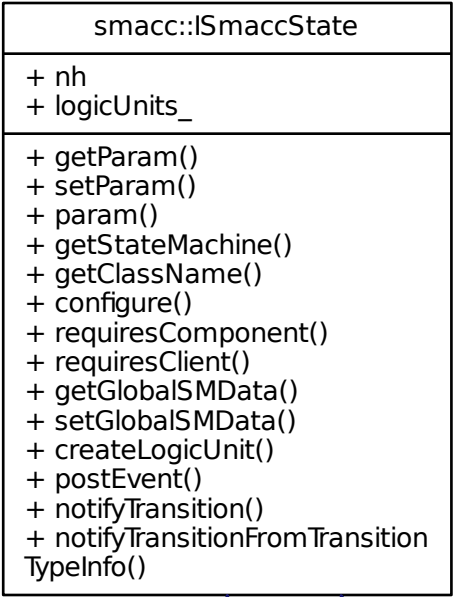 smacc::ISmaccState
+ nh
+ logicUnits_
+ getParam()
+ setParam()
+ param()
+ getStateMachine()
+ getClassName()
+ configure()
+ requiresComponent()
+ requiresClient()
+ getGlobalSMData()
+ setGlobalSMData()
+ createLogicUnit()
+ postEvent()
+ notifyTransition()
+ notifyTransitionFromTransition
TypeInfo()